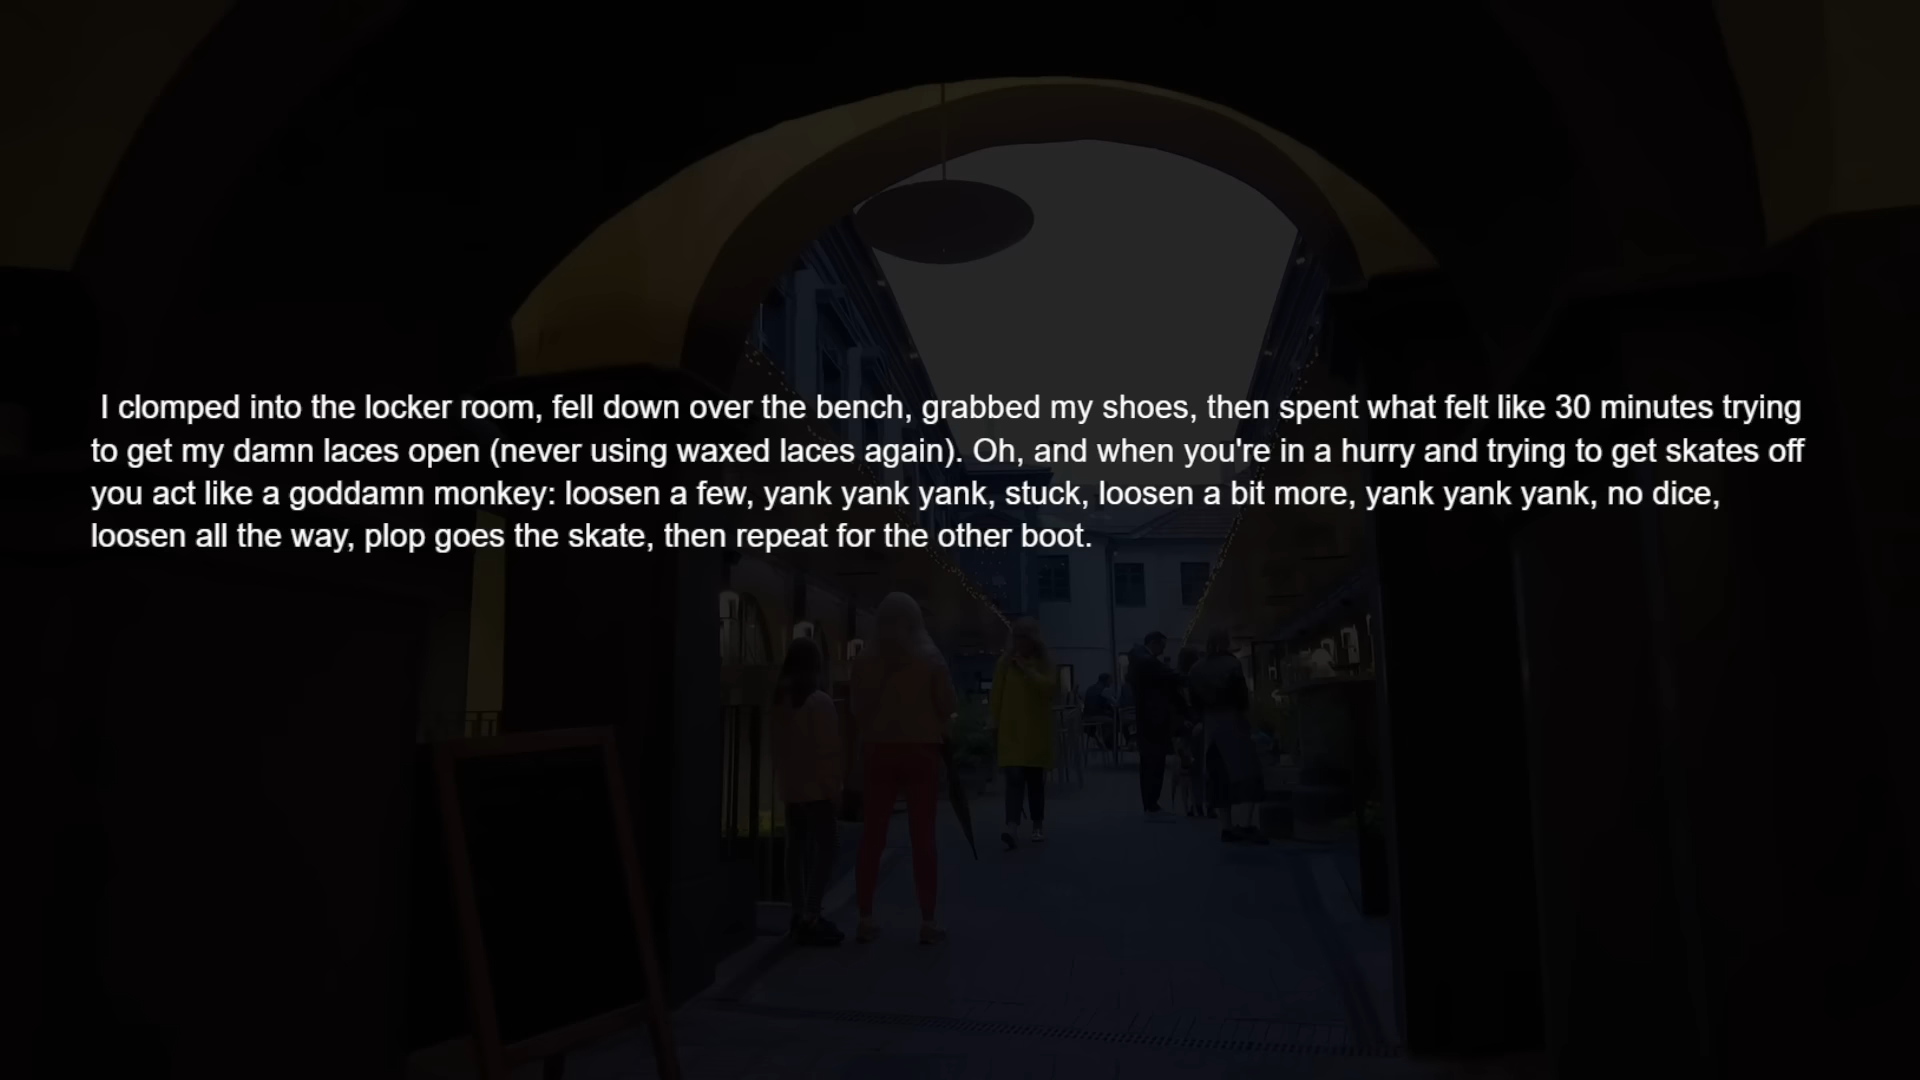 I clomped into the locker room, fell down over the bench, grabbed my shoes, then spent what felt like 30 minutes trying
to get my damn laces open (never using waxed laces again). Oh, and when you're in a hurry and trying to get skates off
you act like a goddamn monkey: loosen a few, yank yank yank, stuck, loosen a bit more, yank yank yank, no dice,
loosen all the way, plop goes the skate, then repeat for the other boot.